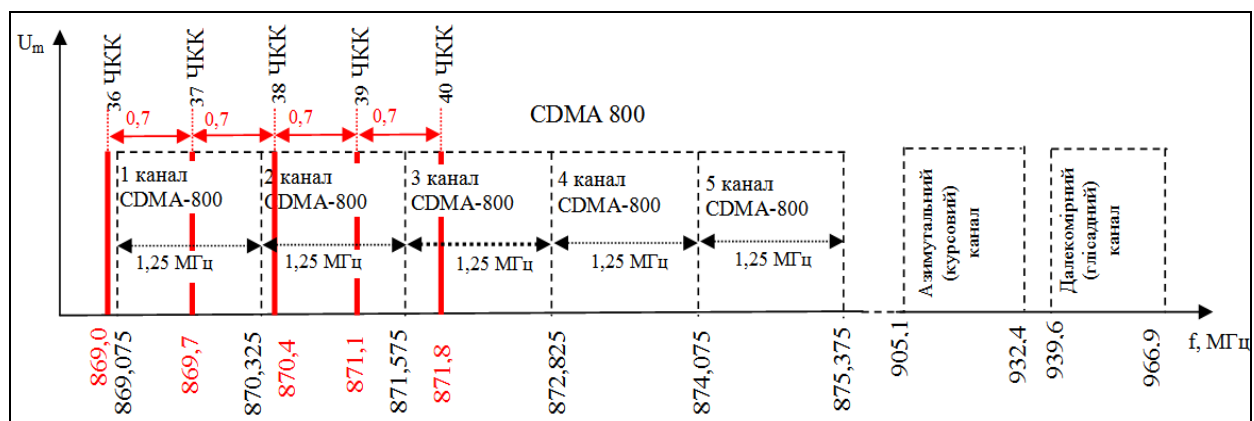 U_m
36 ЧКК
37 ЧКК
38 ЧКК
39 ЧКК
40 ЧКК
0,7
0,7
0,7
0,7
CDMA 800
1 канал
CDMA-800
2 канал
CDMA-800
3 канал
CDMA-800
4 канал
CDMA-800
5 канал
CDMA-800
1,25 МГц
1,25 МГц
1,25 МГц
1,25 МГц
1,25 МГц
Азимутальний
(курсовий)
канал
Далекомірний
(глісадний)
канал
869,0
869,075
869,7
870,325
870,4
871,1
871,575
871,8
872,825
874,075
875,375
905.1
932.4
939.6
966.9
f, МГц